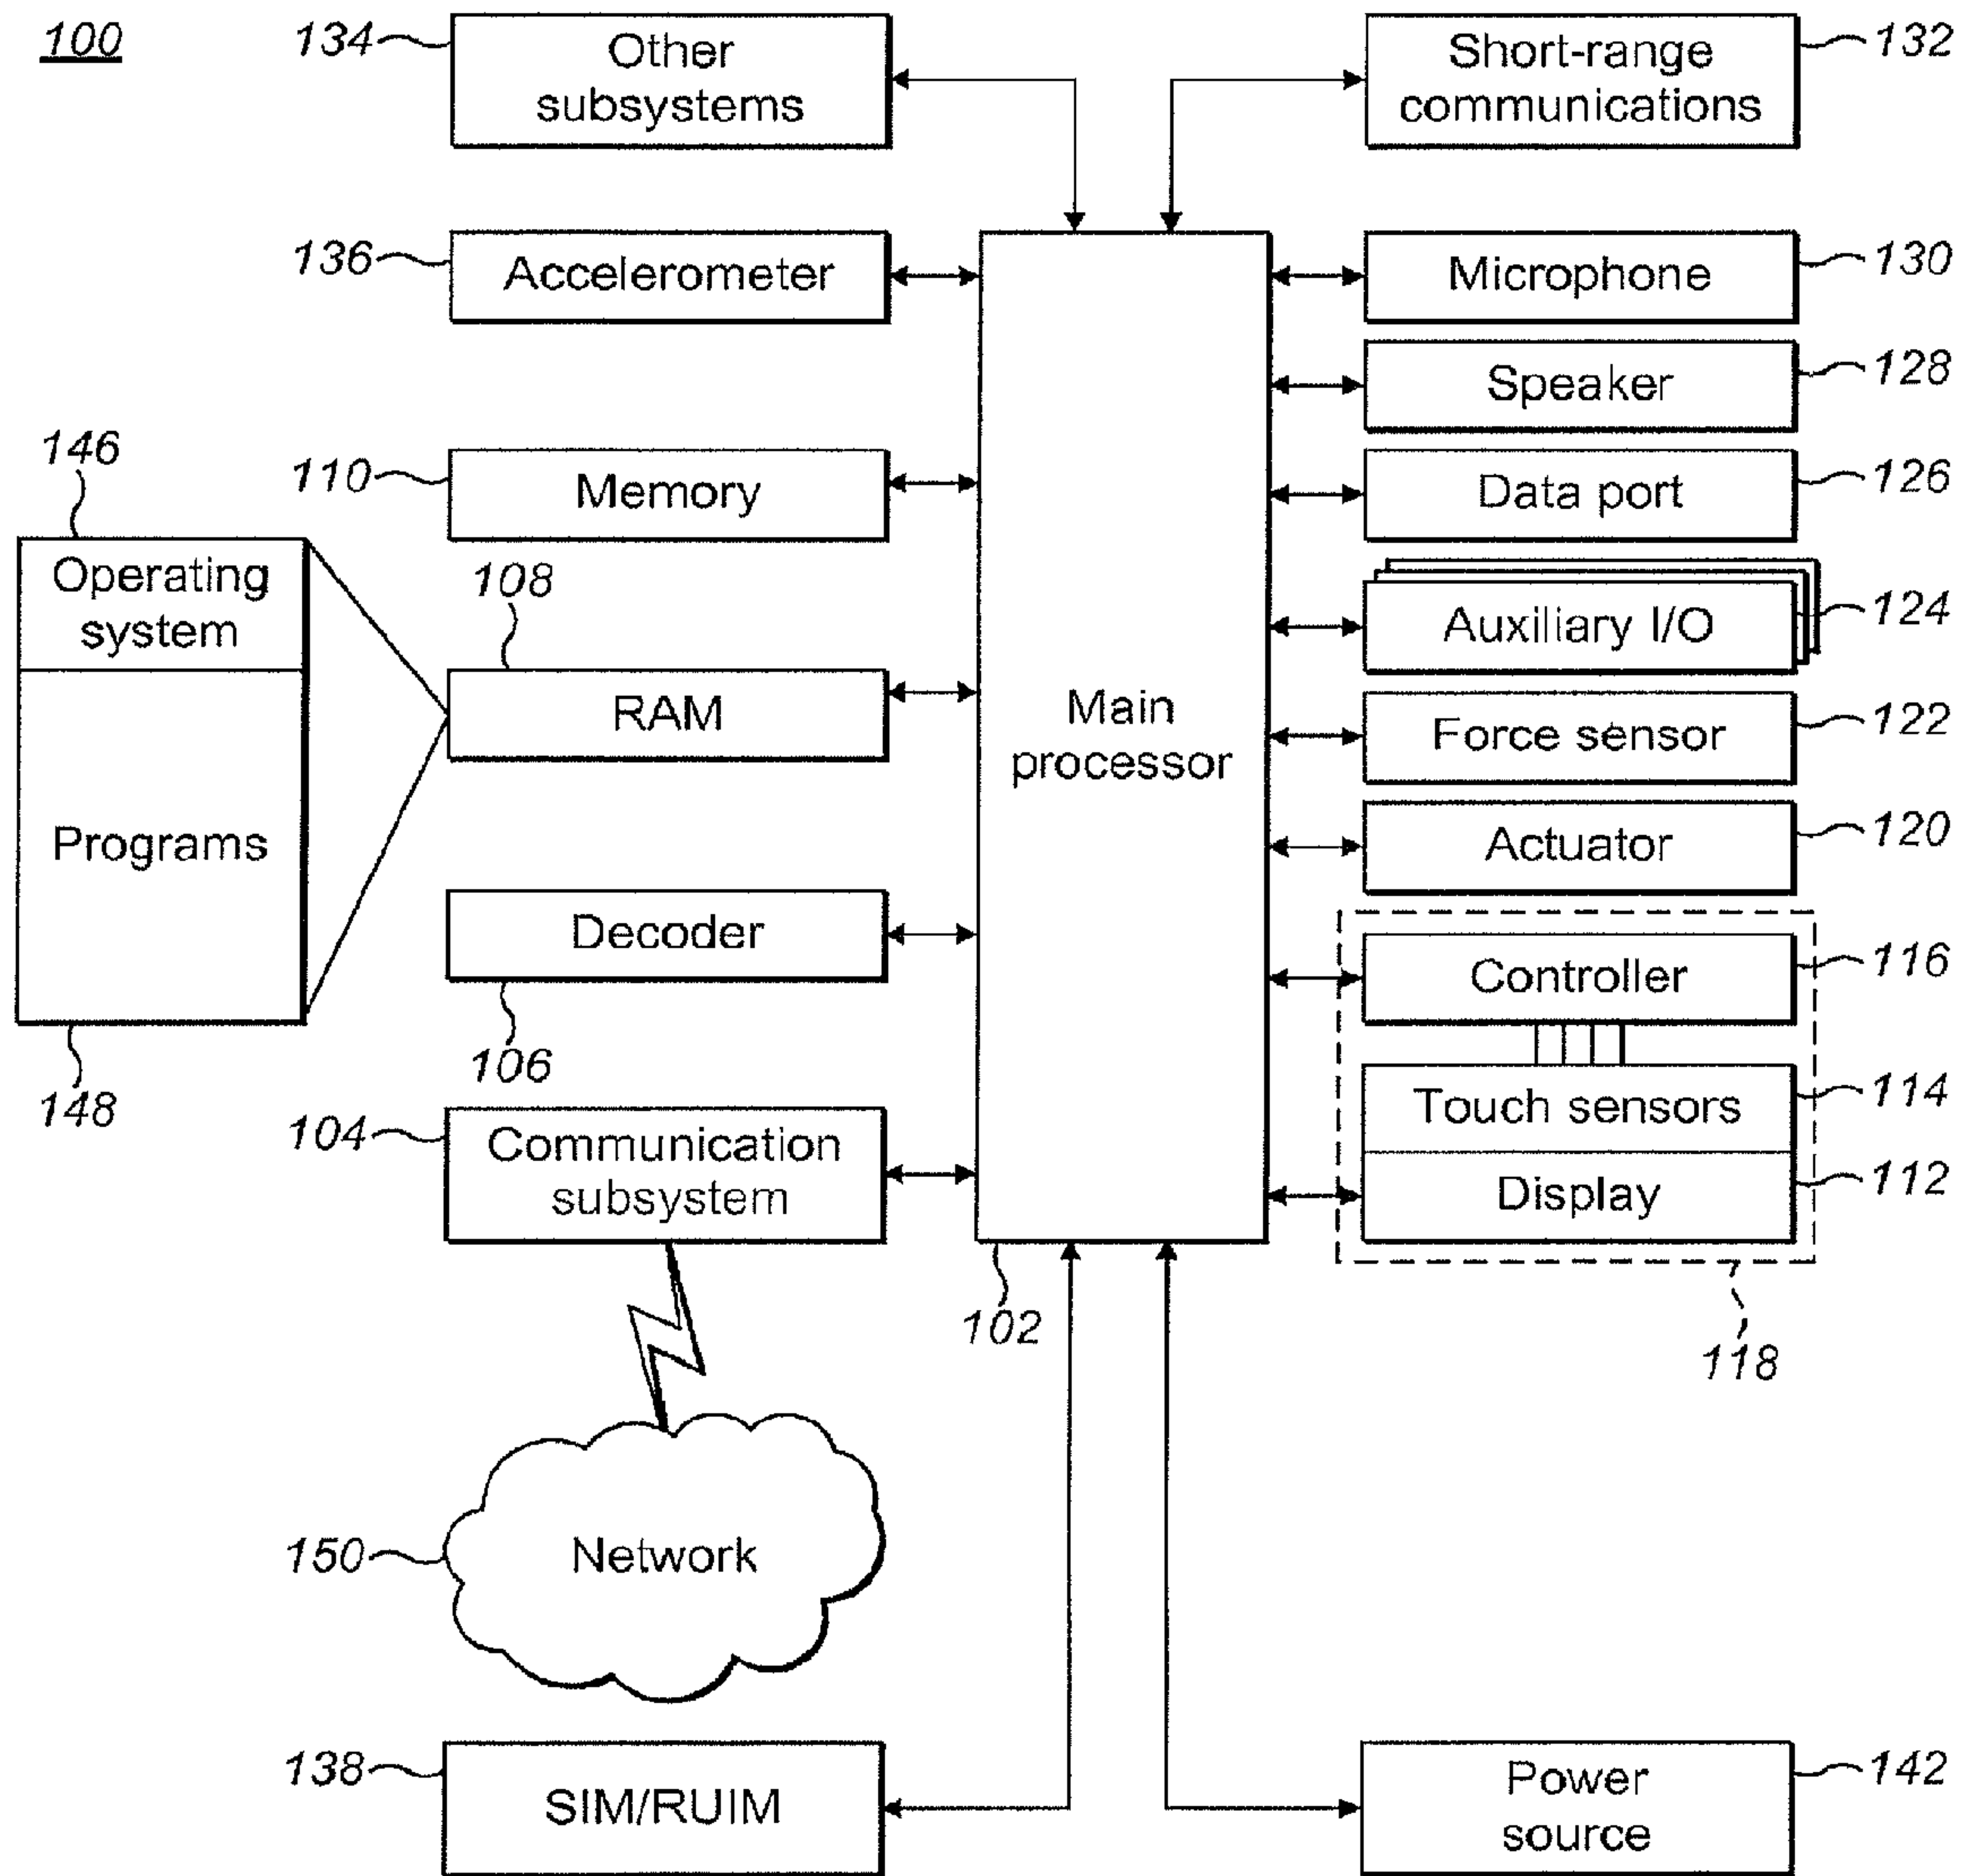 100
134
Other
subsystems
Short-range
communications
132
136
Accelerometer
Microphone
130
Speaker
128
146
110
Memory
Data port
126
Operating
system
108
Auxiliary I/O
124
RAM
Main
processor
Force sensor
122
Programs
Actuator
120
Decoder
Controller
116
106
148
104
Communication
subsystem
Touch sensors
114
Display
112
102
118
150
Network
138
SIM/RUIM
Power
source
142